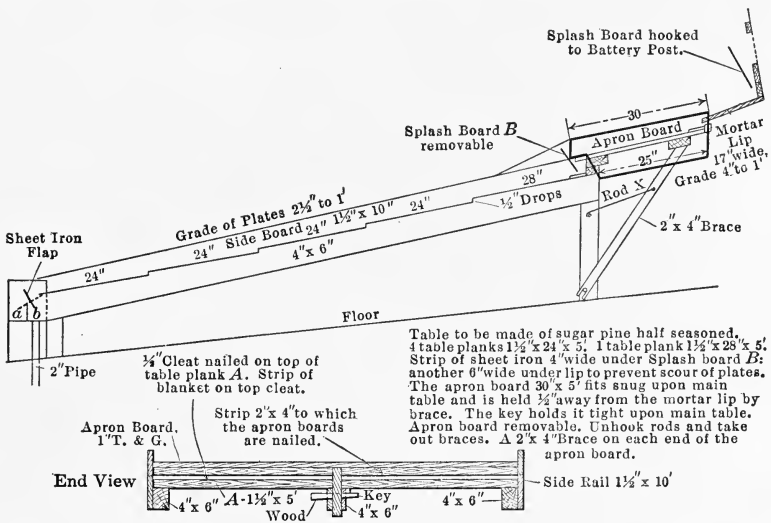 Splash Board hooked
to Battery Post.
30
Apron Board
Splash Board B
removable
Mortar
Lip
17" wide,
Grade 4" to 1"
25"
28"
Rod X
½" Drops
2" x 4" Brace
Grade of Plates 2½" to 1'
Side Board 1½" x 10"
24"
24"
24"
24"
4" x 6"
Sheet Iron
Flap
a b
2" Pipe
Floor
Table to be made of sugar pine half seasoned.
4 table planks 1½" x 24" x 5'. 1 table plank 1½" x 28" x 5'.
Strip of sheet iron 4" wide under Splash board B:
another 6" wide under lip to prevent scour of plates.
The apron board 30" x 5' fits snug upon main
table and is held ½" away from the mortar lip by
brace. The key holds it tight upon main table.
Apron board removable. Unhook rods and take
out braces. A 2" x 4" Brace on each end of the
apron board.
½" Cleat nailed on top of
table plank A. Strip of
blanket on top cleat.
Strip 2" x 4" to which
the apron boards
are nailed.
Apron Board,
1" T. & G.
End View
Side Rail 1½" x 10'
4" x 6"
A-1½" x 5'
Wood
Key
4" x 6"
4" x 6"